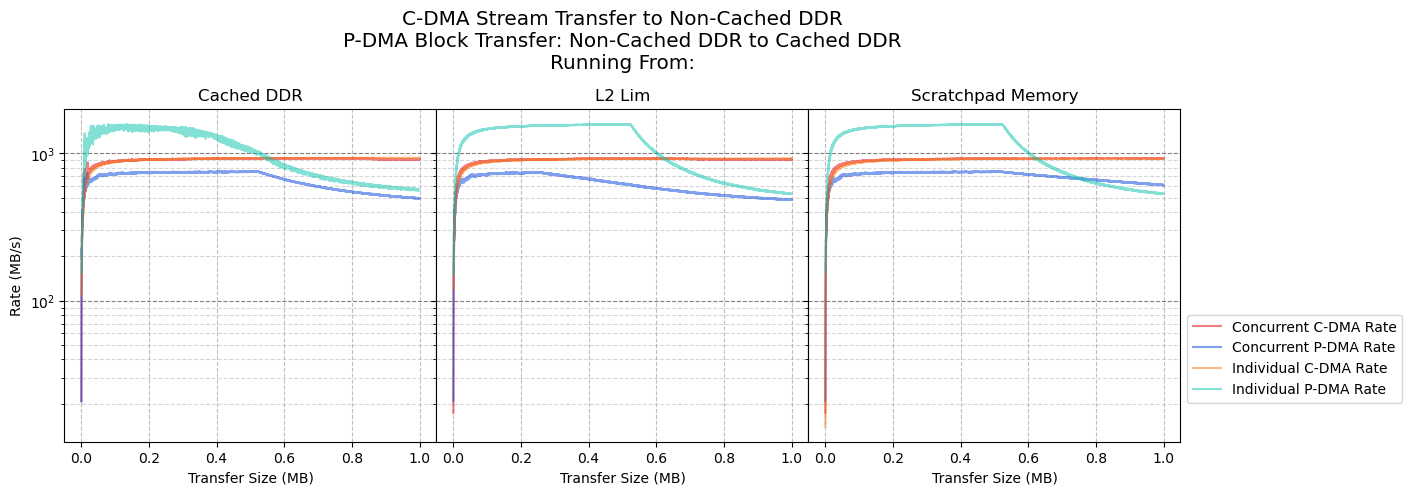 C-DMA Stream Transfer to Non-Cached DDR
P-DMA Block Transfer: Non-Cached DDR to Cached DDR
Running From:
Cached DDR
L2 Lim
Scratchpad Memory
Rate (MB/s)
10³
10²
0.0 0.2 0.4 0.6 0.8 1.0
0.0 0.2 0.4 0.6 0.8 1.0
0.0 0.2 0.4 0.6 0.8 1.0
Transfer Size (MB)
Transfer Size (MB)
Transfer Size (MB)
Concurrent C-DMA Rate
Concurrent P-DMA Rate
Individual C-DMA Rate
Individual P-DMA Rate